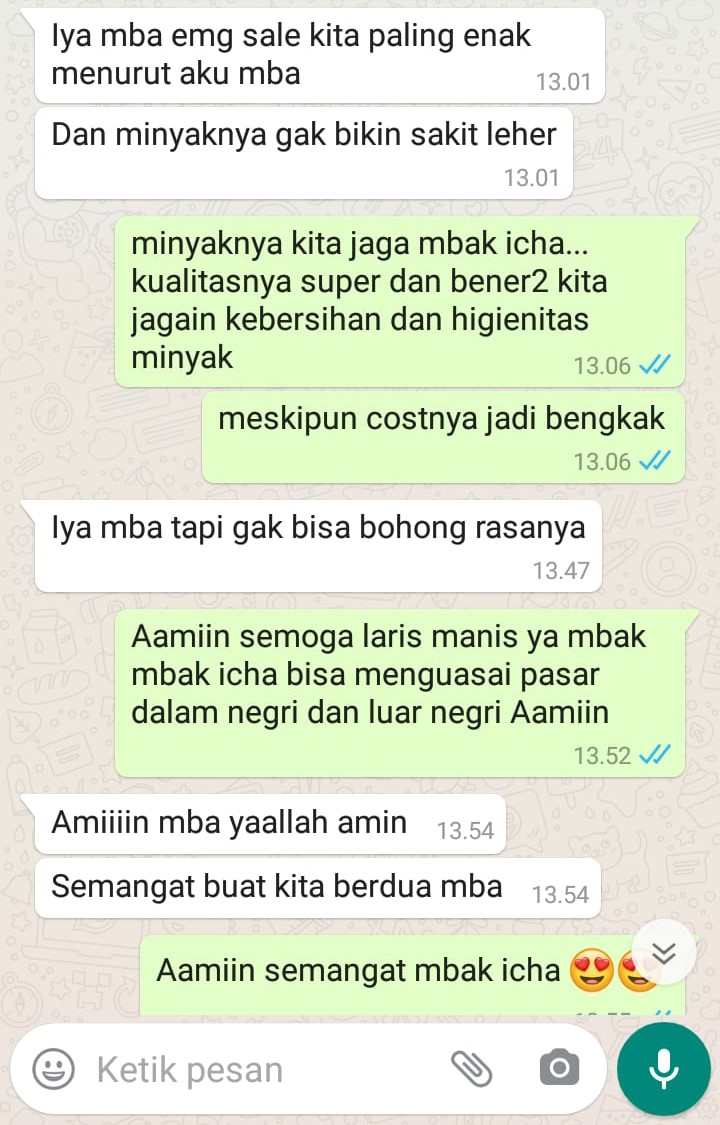 Iya mba emg sale kita paling enak
menurut aku mba
13.01
Dan minyaknya gak bikin sakit leher
13.01
minyaknya kita jaga mbak icha...
kualitasnya super dan bener2 kita
jagain kebersihan dan higienitas
minyak
13.06
meskipun costnya jadi bengkak
13.06
Iya mba tapi gak bisa bohong rasanya
13.47
Aamiin semoga laris manis ya mbak
mbak icha bisa menguasai pasar
dalam negri dan luar negri Aamiin
13.52
Amiiiin mba yaallah amin 13.54
Semangat buat kita berdua mba 13.54
Aamiin semangat mbak icha 😍😍
Ketik pesan